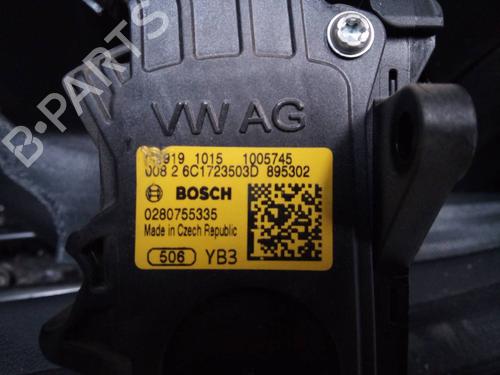 B-PARTS
VW AG
1015 1005745
008 2 6C1723503D 895302
BOSCH
0280755335
Made in Czech Republic
506 YB3